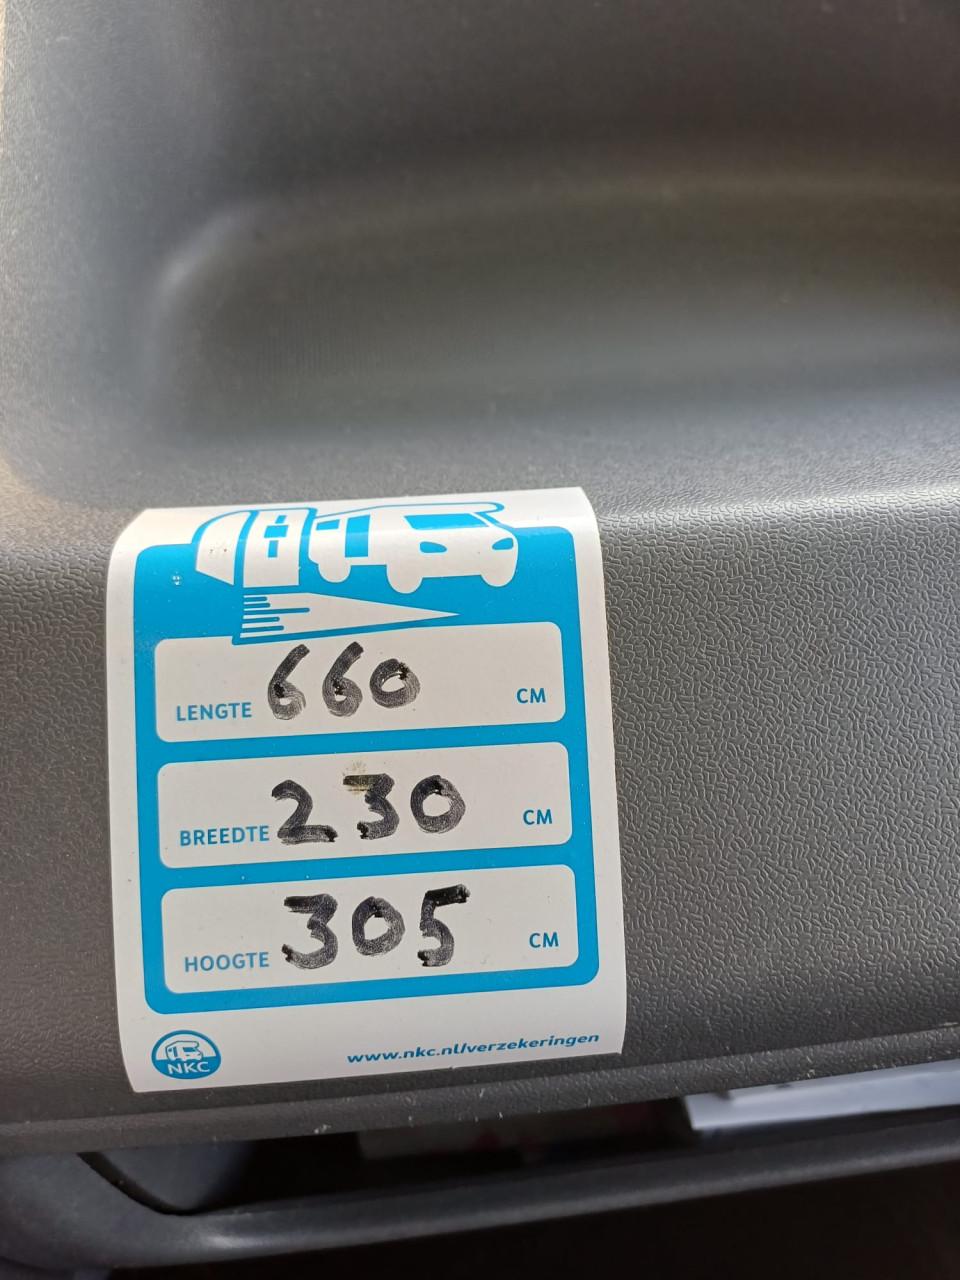 LENGTE 660 CM
BREEDTE 230 CM
HOOGTE 305 CM
NKC www.nkc.nl/verzekeringen